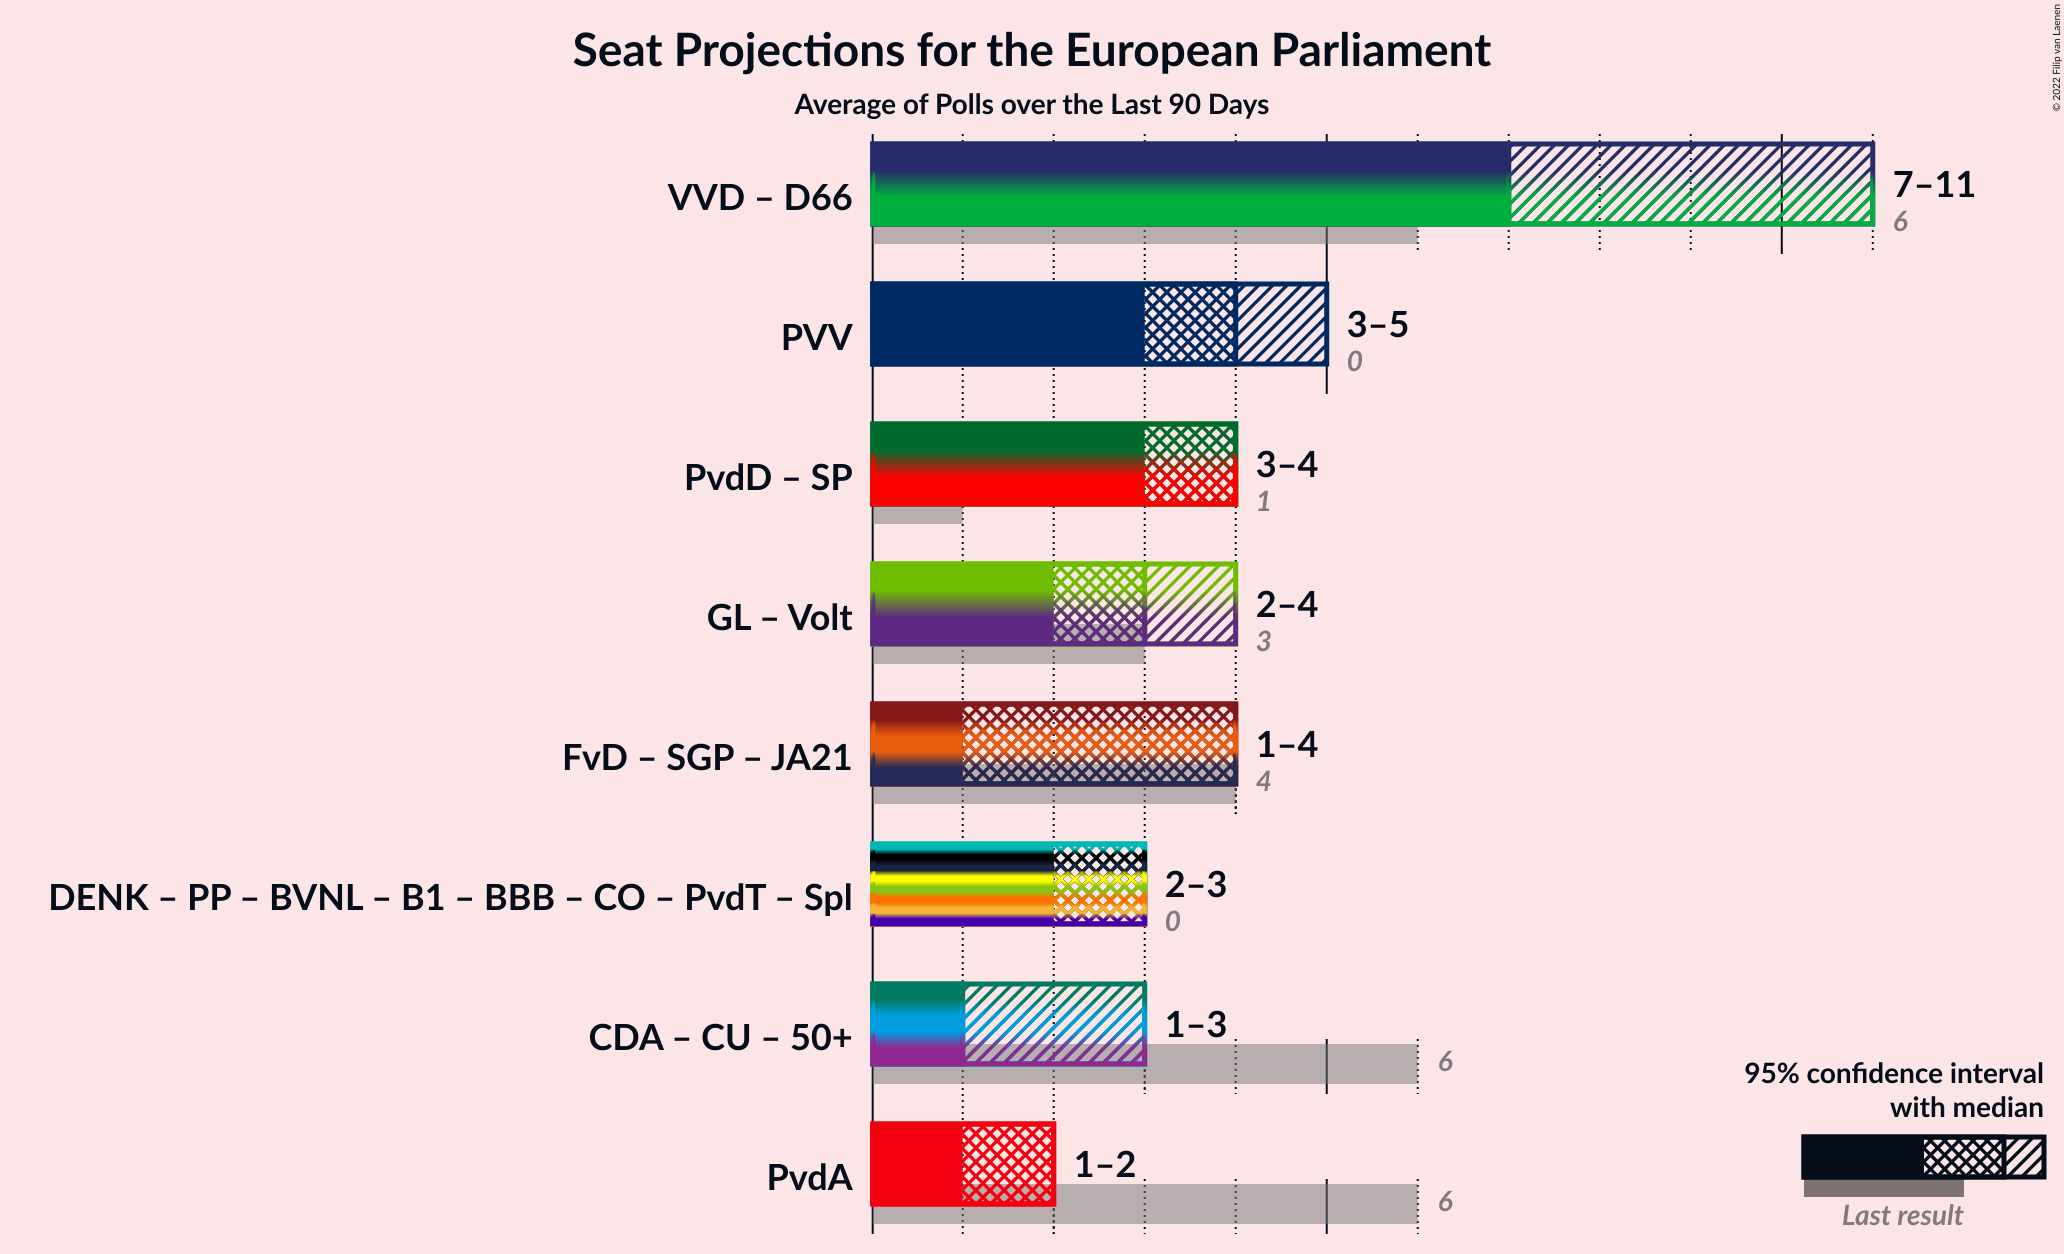 Seat Projections for the European Parliament
Average of Polls over the Last 90 Days
© 2022 Filip van Laenen
VVD – D66
7–11
6
PVV
3–5
0
PvdD – SP
3–4
1
GL – Volt
2–4
3
FvD – SGP – JA21
1–4
4
DENK – PP – BVNL – B1 – BBB – CO – PvdT – Spl
2–3
0
CDA – CU – 50+
1–3
6
PvdA
1–2
6
95% confidence interval
with median
Last result